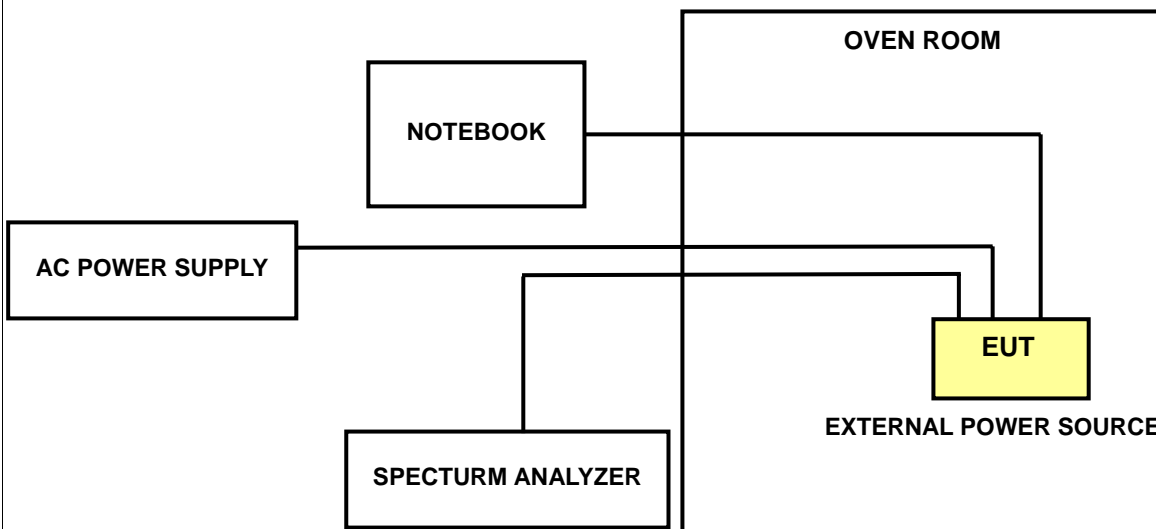 OVEN ROOM
NOTEBOOK
AC POWER SUPPLY
EUT
EXTERNAL POWER SOURCE
SPECTURM ANALYZER